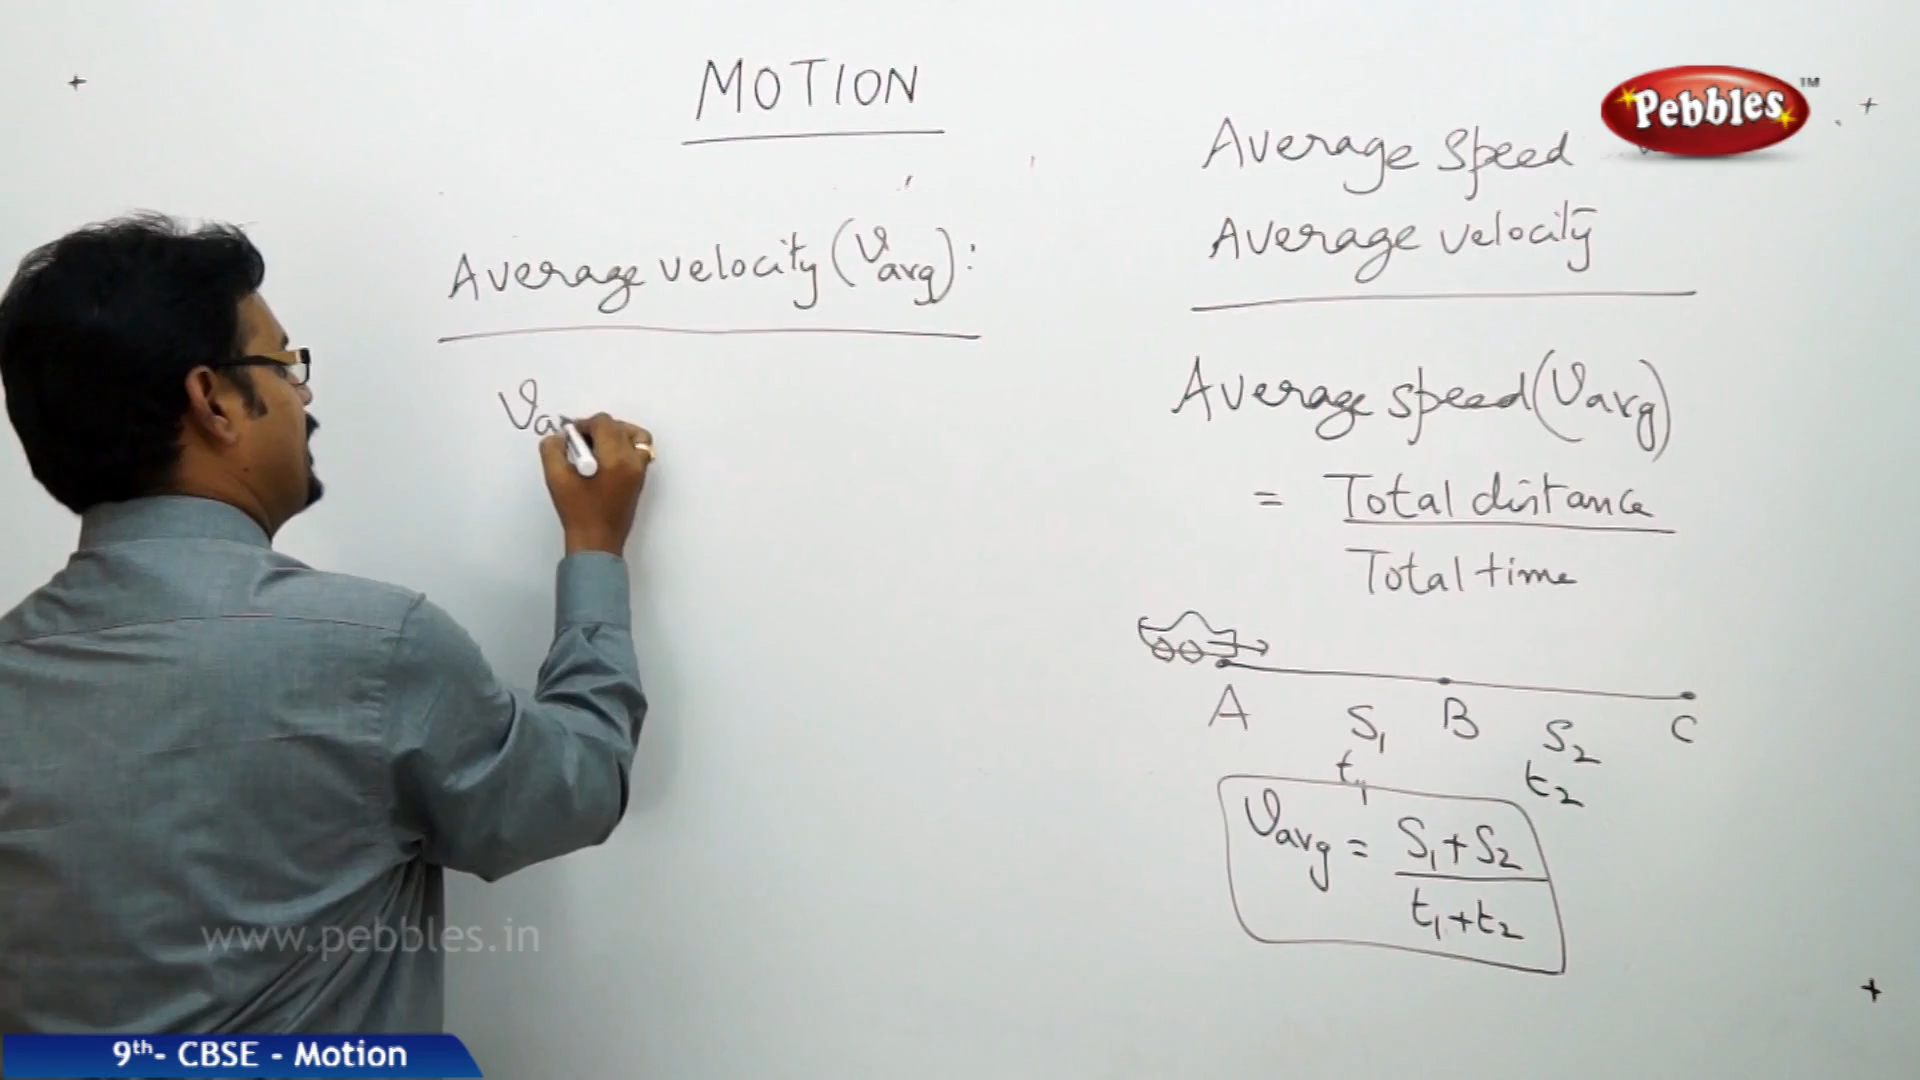 MOTION
Average velocity (Vavg) :
Vav
Pebbles™
Average speed
Average velocity
Average speed (Vavg)
= Total distance
Total time
A S1 B S2 C
t1 t2
Vavg = S1+S2
t1+t2
www.pebbles.in
9th- CBSE - Motion